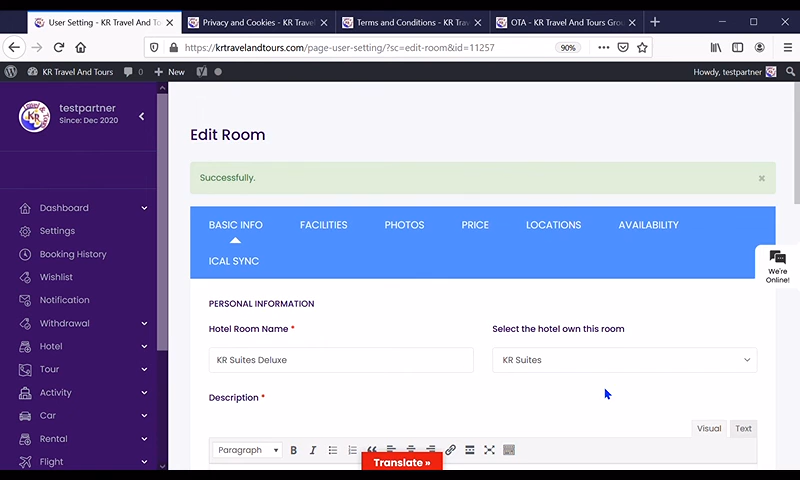 User Setting - KR Travel And To
Privacy and Cookies - KR Travel
Terms and Conditions - KR Trav
OTA - KR Travel And Tours Grou
https://krtravelandtours.com/page-user-setting/?sc=edit-room&id=11257
90%
KR Travel And Tours
0
New
Howdy, testpartner
testpartner
Since: Dec 2020
Dashboard
Settings
Booking History
Wishlist
Notification
Withdrawal
Hotel
Tour
Activity
Car
Rental
Flight
Edit Room
Successfully.
×
BASIC INFO
FACILITIES
PHOTOS
PRICE
LOCATIONS
AVAILABILITY
ICAL SYNC
We're
Online!
PERSONAL INFORMATION
Hotel Room Name *
Select the hotel own this room
KR Suites Deluxe
KR Suites
Description *
Visual
Text
Paragraph
B
I
Translate »